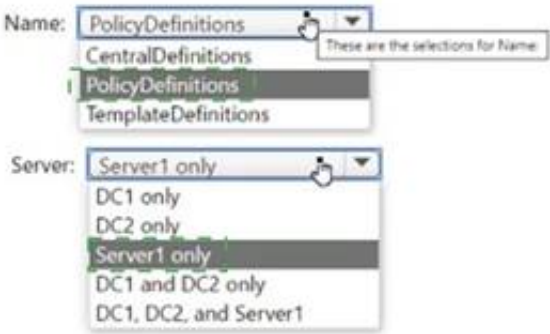 Name: PolicyDefinitions
These are the selections for Name:
CentralDefinitions
PolicyDefinitions
TemplateDefinitions
Server: Server1 only
DC1 only
DC2 only
Server1 only
DC1 and DC2 only
DC1, DC2, and Server1